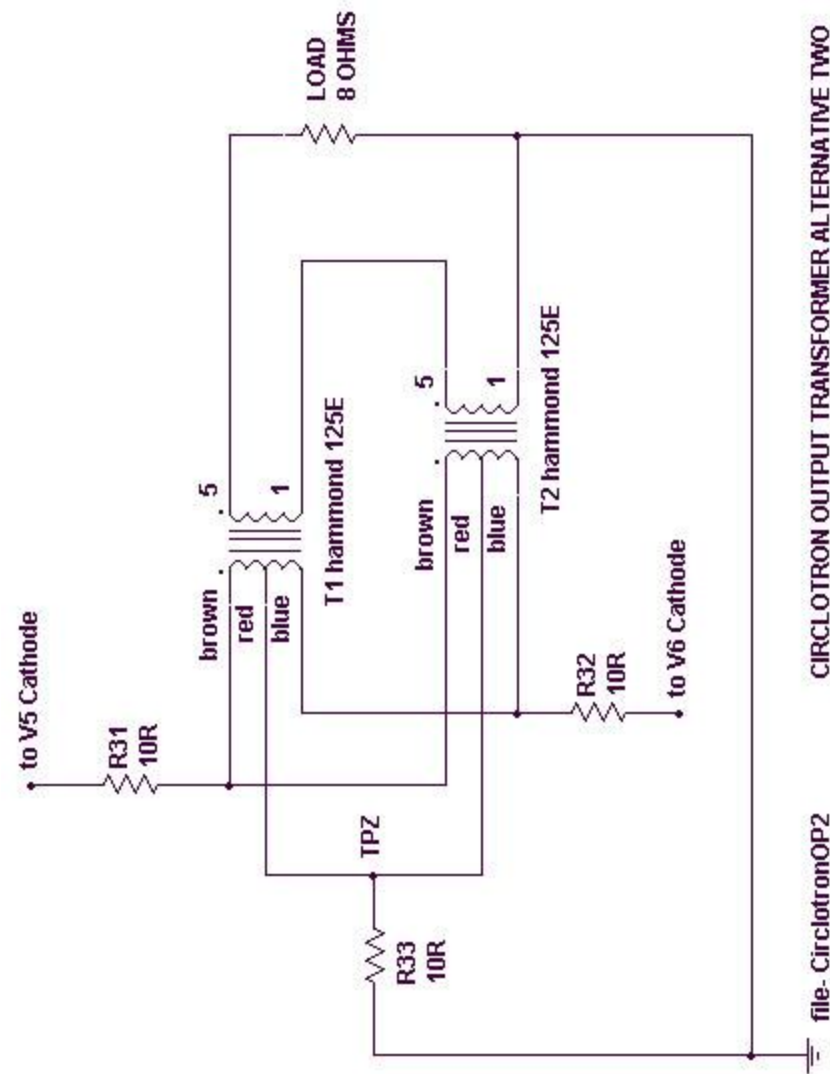 to V5 Cathode
R31
10R
brown
red
blue
5
1
T1 hammond 125E
LOAD
8 OHMS
TPZ
R33
10R
brown
red
blue
5
1
T2 hammond 125E
R32
10R
to V6 Cathode
file- CirclotronOP2
CIRCLOTRON OUTPUT TRANSFORMER ALTERNATIVE TWO